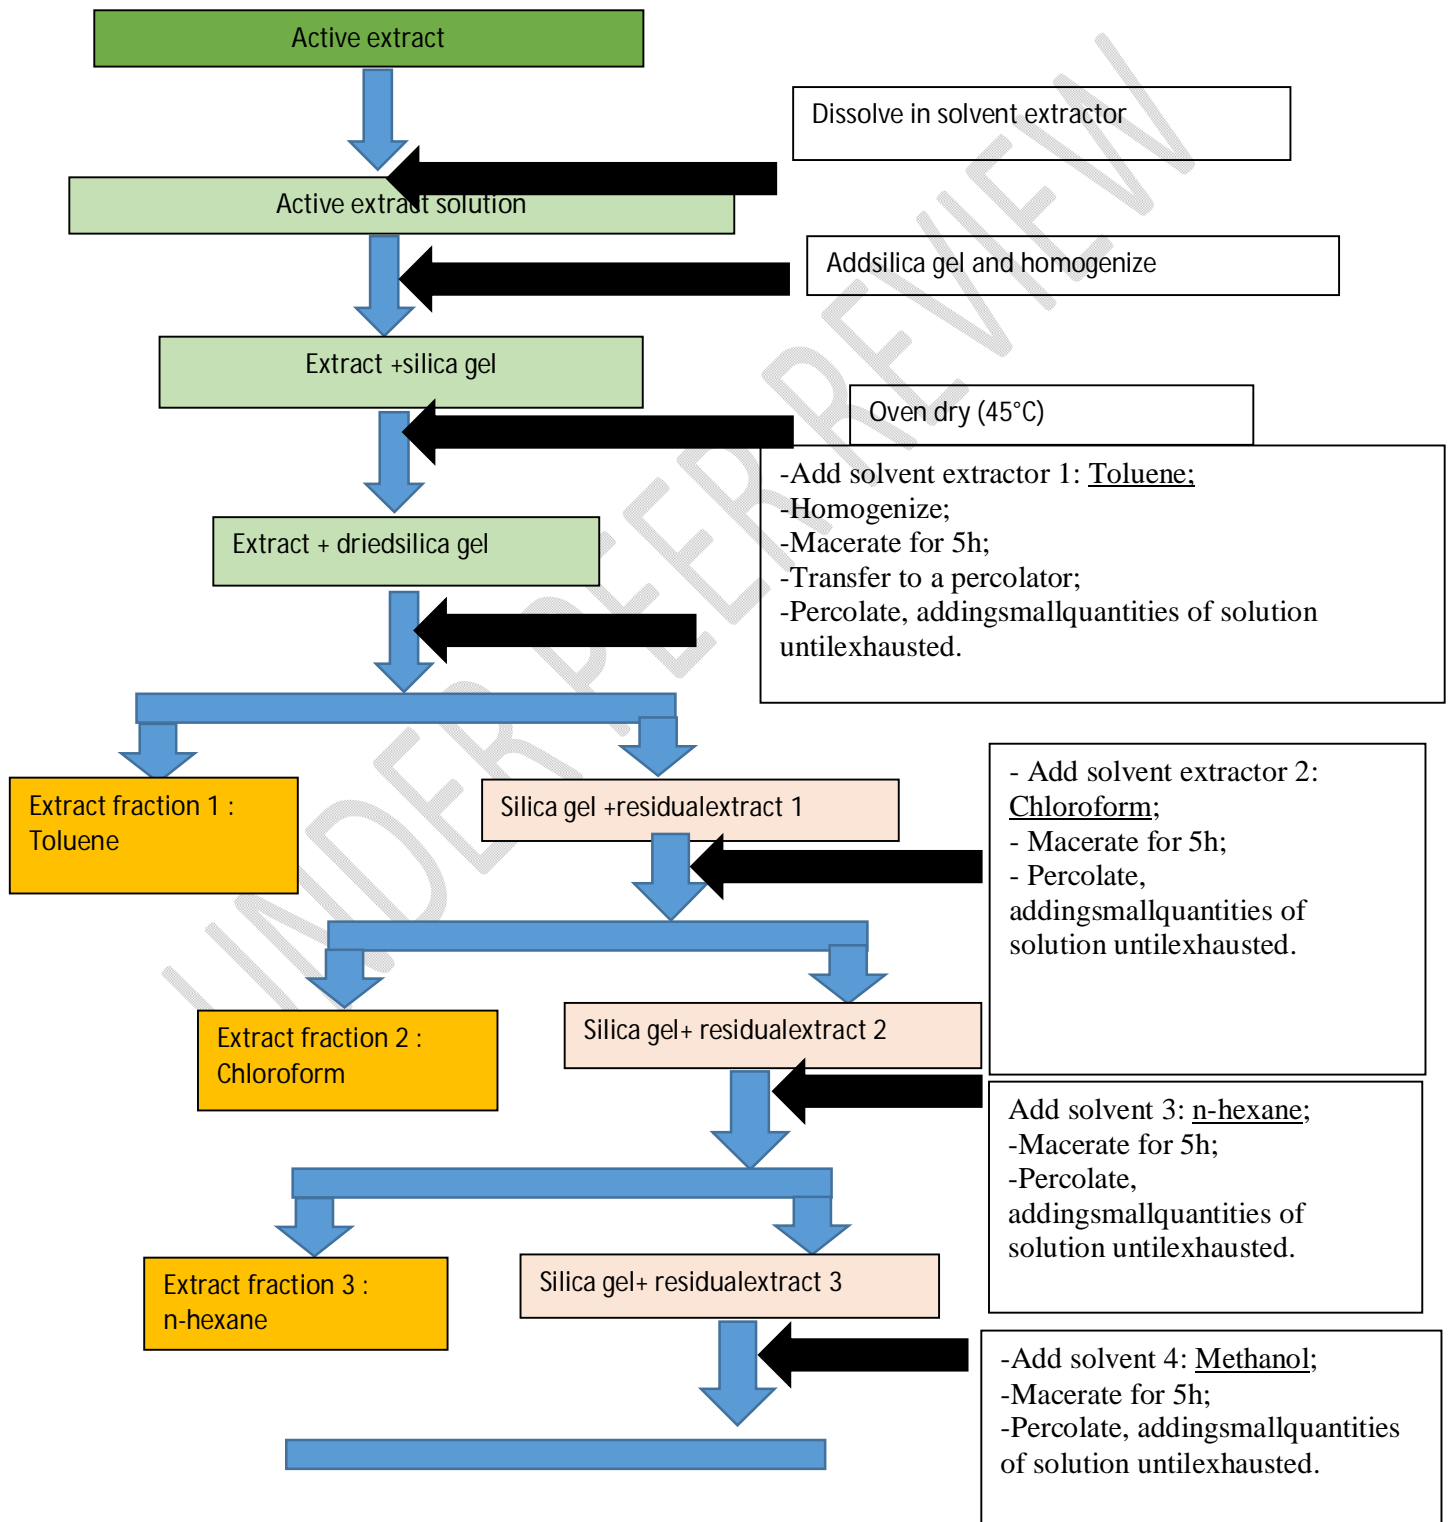 Active extract
Dissolve in solvent extractor
Active extract solution
Addsilica gel and homogenize
Extract +silica gel
Oven dry (45°C)
-Add solvent extractor 1: Toluene;
-Homogenize;
-Macerate for 5h;
-Transfer to a percolator;
-Percolate, addingsmallquantities of solution
untilexhausted.
Extract + driedsilica gel
Extract fraction 1 :
Toluene
Silica gel +residualextract 1
- Add solvent extractor 2:
Chloroform;
- Macerate for 5h;
- Percolate,
addingsmallquantities of
solution untilexhausted.
Extract fraction 2 :
Chloroform
Silica gel+ residualextract 2
Add solvent 3: n-hexane;
-Macerate for 5h;
-Percolate,
addingsmallquantities of
solution untilexhausted.
Extract fraction 3 :
n-hexane
Silica gel+ residualextract 3
-Add solvent 4: Methanol;
-Macerate for 5h;
-Percolate, addingsmallquantities
of solution untilexhausted.
UNDER PEER REVIEW